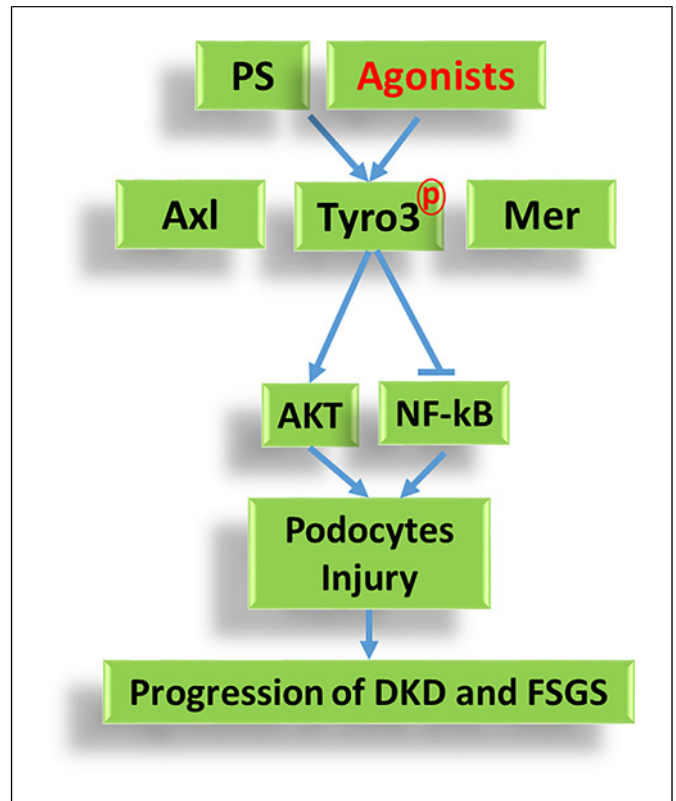 PS Agonists
Axl Tyro3 p Mer
AKT NF-kB
Podocytes
Injury
Progression of DKD and FSGS